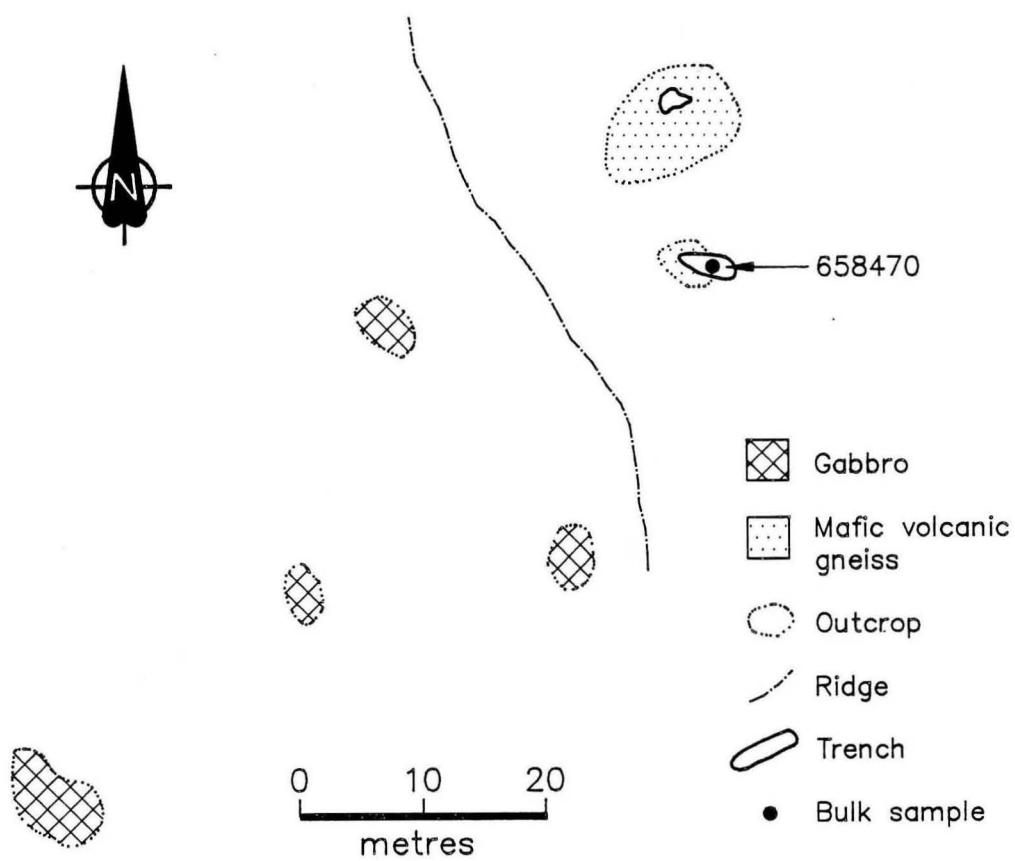 N
658470
Gabbro
Mafic volcanic
gneiss
Outcrop
Ridge
Trench
Bulk sample
0 10 20
metres